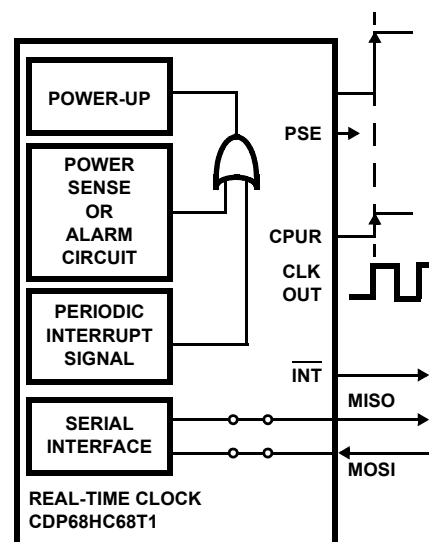 POWER-UP
PSE
POWER
SENSE
OR
ALARM
CIRCUIT
CPUR
CLK
OUT
PERIODIC
INTERRUPT
SIGNAL
INT
MISO
SERIAL
INTERFACE
MOSI
REAL-TIME CLOCK
CDP68HC68T1